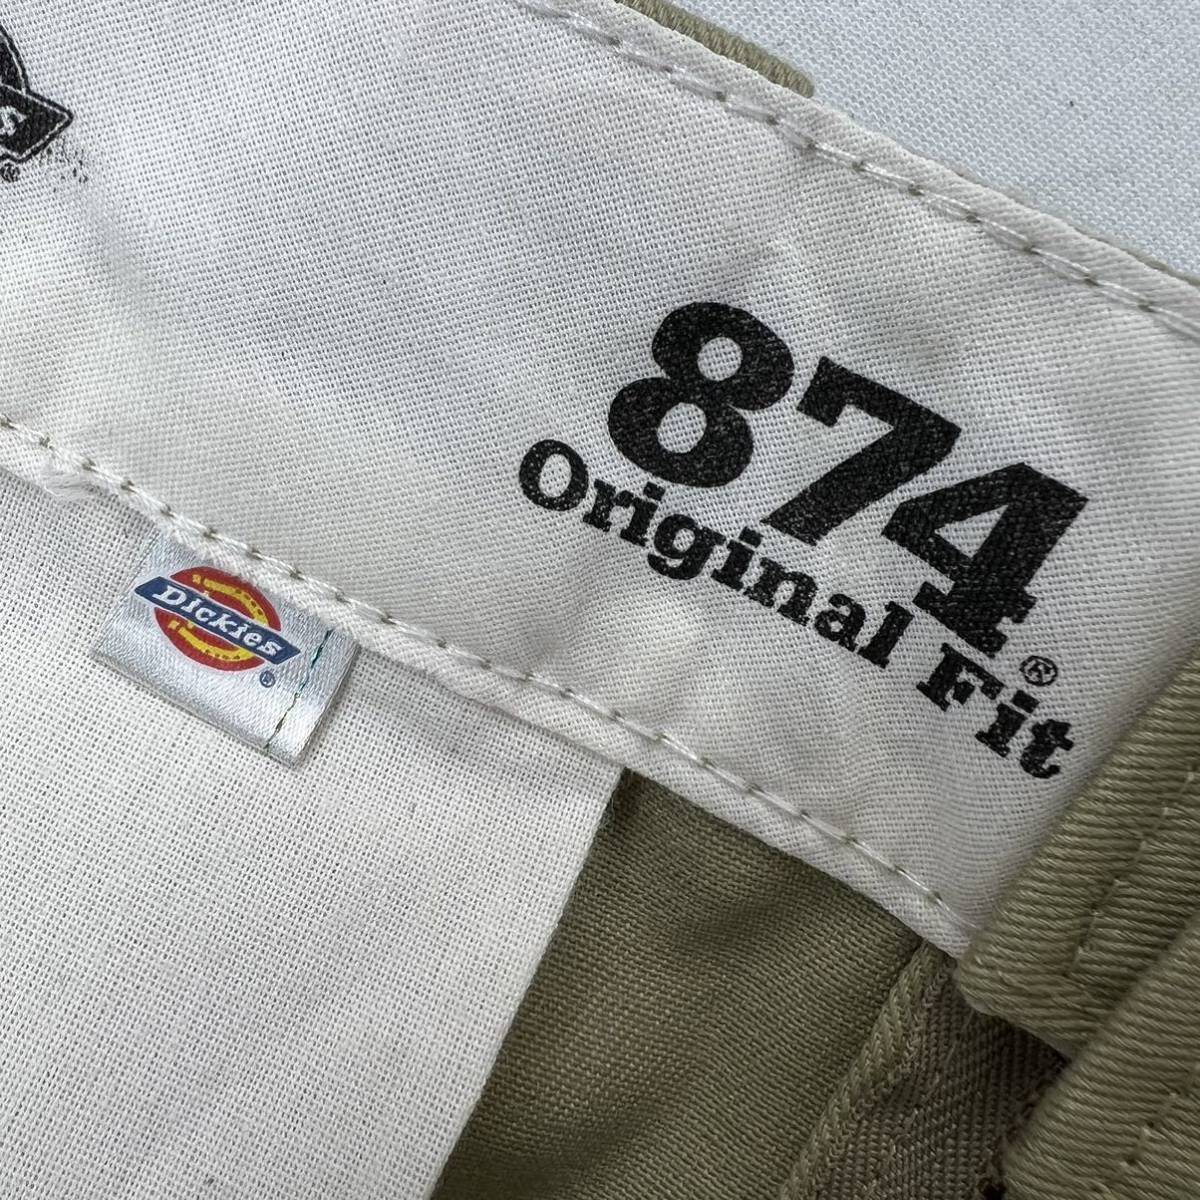 874®
Original Fit
Dickies
®